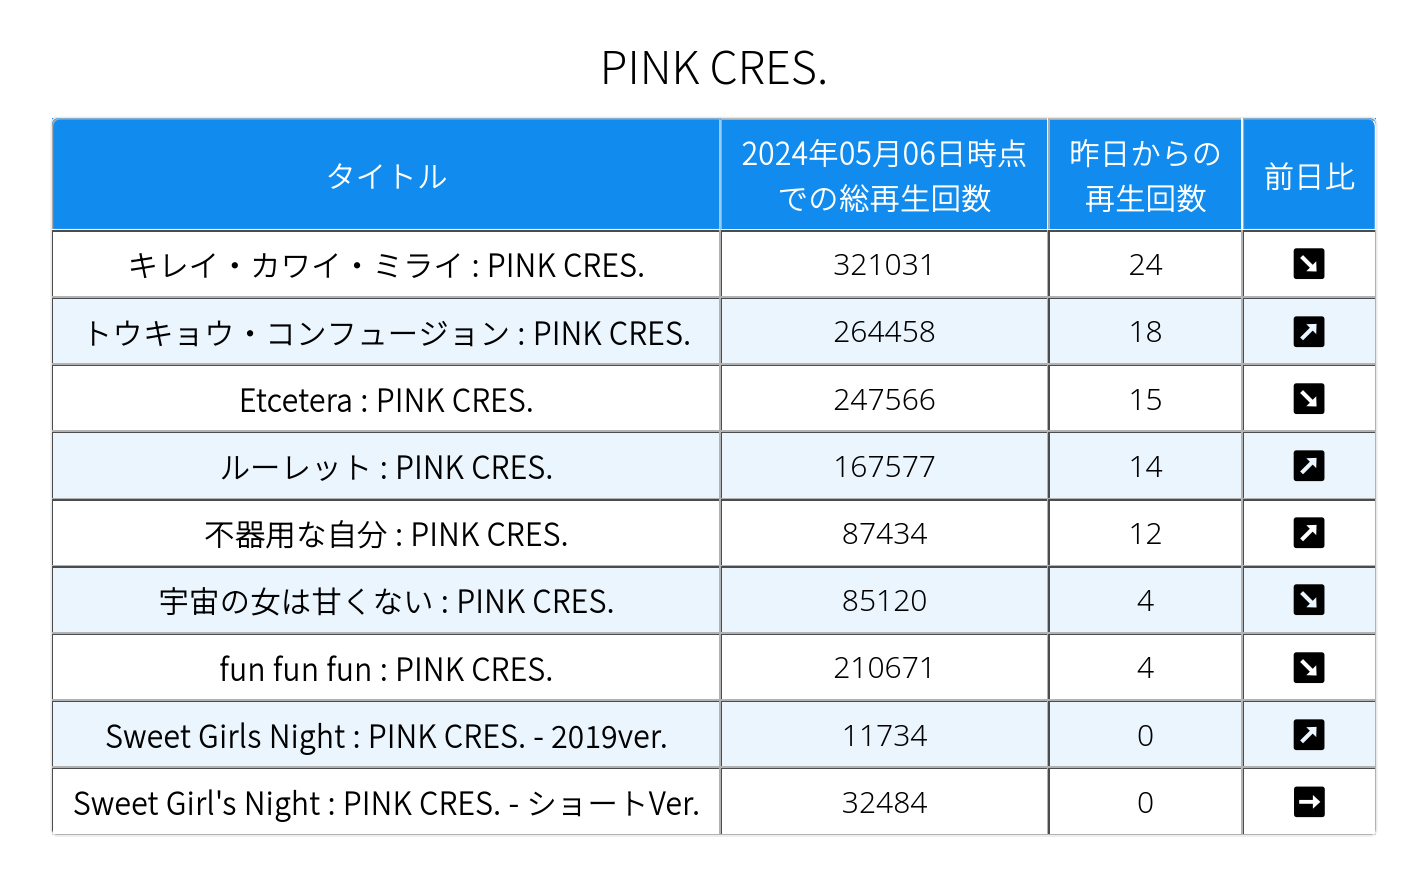 PINK CRES.
タイトル 2024年05月06日時点 昨日からの 前日比
での総再生回数 再生回数
キレイ・カワイ・ミライ : PINK CRES. 321031 24
トウキョウ・コンフュージョン : PINK CRES. 264458 18
Etcetera : PINK CRES. 247566 15
ルーレット : PINK CRES. 167577 14
不器用な自分 : PINK CRES. 87434 12
宇宙の女は甘くない : PINK CRES. 85120 4
fun fun fun : PINK CRES. 210671 4
Sweet Girls Night : PINK CRES. - 2019ver. 11734 0
Sweet Girl's Night : PINK CRES. - ショートVer. 32484 0